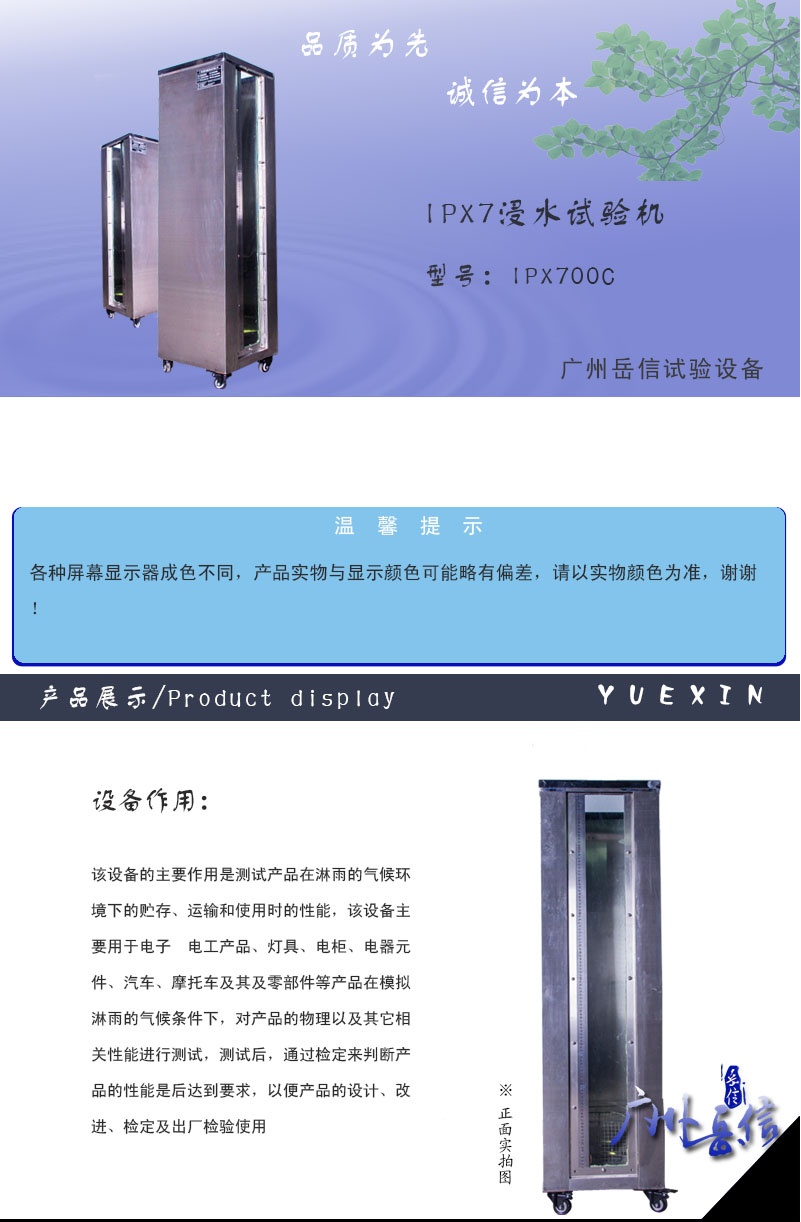 品质为先
诚信为本
IPX7浸水试验机
型号：IPX700C
广州岳信试验设备
温 馨 提 示
各种屏幕显示器成色不同，产品实物与显示颜色可能略有偏差，请以实物颜色为准，谢谢
！
产品展示/Product display
YUEXIN
设备作用：
该设备的主要作用是测试产品在淋雨的气候环
境下的贮存、运输和使用时的性能，该设备主
要用于电子　电工产品、灯具、电柜、电器元
件、汽车、摩托车及其及零部件等产品在模拟
淋雨的气候条件下，对产品的物理以及其它相
关性能进行测试，测试后，通过检定来判断产
品的性能是后达到要求，以便产品的设计、改
进、检定及出厂检验使用
※ 正面实拍图
岳信
广州岳信